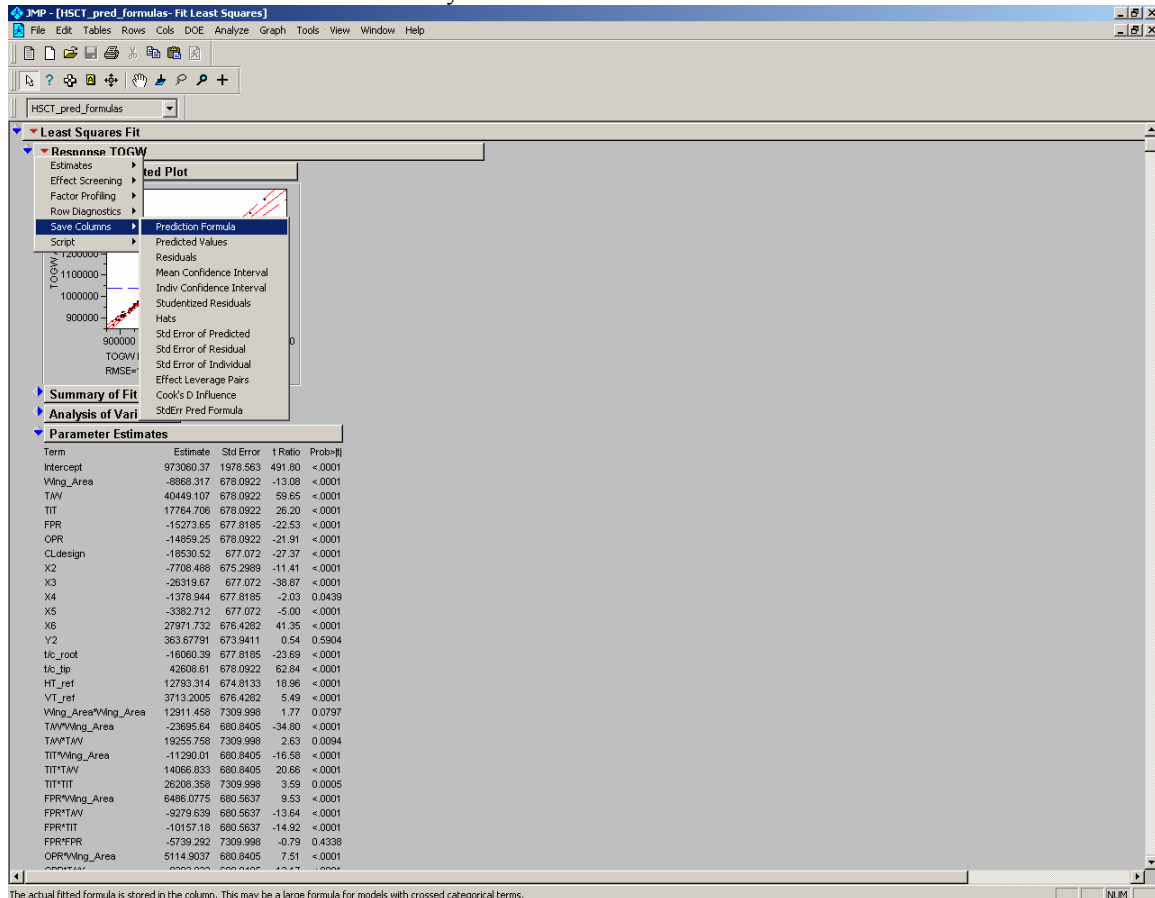 JMP - [HSCT_pred_formulas- Fit Least Squares]
File Edit Tables Rows Cols DOE Analyze Graph Tools View Window Help
HSCT_pred_formulas
Least Squares Fit
Response TOGW
Estimates
ted Plot
Effect Screening
Factor Profiling
Row Diagnostics
Save Columns
Script
Prediction Formula
Predicted Values
Residuals
Mean Confidence Interval
Indiv Confidence Interval
Studentized Residuals
Hats
Std Error of Predicted
Std Error of Residual
Std Error of Individual
Effect Leverage Pairs
Cook's D Influence
StdErr Pred Formula
TOGW
1200000
1100000
1000000
900000
900000
0
TOGW
RMSE=
Summary of Fit
Analysis of Vari
Parameter Estimates
Term Estimate Std Error t Ratio Prob>|t|
Intercept 973060.37 1978.563 491.80 <.0001
Wing_Area -8868.317 678.0922 -13.08 <.0001
T/W 40449.107 678.0922 59.65 <.0001
TIT 17764.706 678.0922 26.20 <.0001
FPR -15273.65 677.8185 -22.53 <.0001
OPR -14859.25 678.0922 -21.91 <.0001
CLdesign -18530.52 677.072 -27.37 <.0001
X2 -7708.488 675.2989 -11.41 <.0001
X3 -26319.67 677.072 -38.87 <.0001
X4 -1378.944 677.8185 -2.03 0.0439
X5 -3382.712 677.072 -5.00 <.0001
X6 27971.732 676.4282 41.35 <.0001
Y2 363.67791 673.9411 0.54 0.5904
t/c_root -16060.39 677.8185 -23.69 <.0001
t/c_tip 42608.61 678.0922 62.84 <.0001
HT_ref 12793.314 674.8133 18.96 <.0001
VT_ref 3713.2005 676.4282 5.49 <.0001
Wing_Area*Wing_Area 12911.458 7309.998 1.77 0.0797
T/W*Wing_Area -23695.64 680.8405 -34.80 <.0001
T/W*T/W 19255.758 7309.998 2.63 0.0094
TIT*Wing_Area -11290.01 680.8405 -16.58 <.0001
TIT*T/W 14066.833 680.8405 20.66 <.0001
TIT*TIT 26208.358 7309.998 3.59 0.0005
FPR*Wing_Area 6486.0775 680.5637 9.53 <.0001
FPR*T/W -9279.639 680.5637 -13.64 <.0001
FPR*TIT -10157.18 680.5637 -14.92 <.0001
FPR*FPR -5739.292 7309.998 -0.79 0.4338
OPR*Wing_Area 5114.9037 680.8405 7.51 <.0001
The actual fitted formula is stored in the column. This may be a large formula for models with crossed categorical terms.
NUM